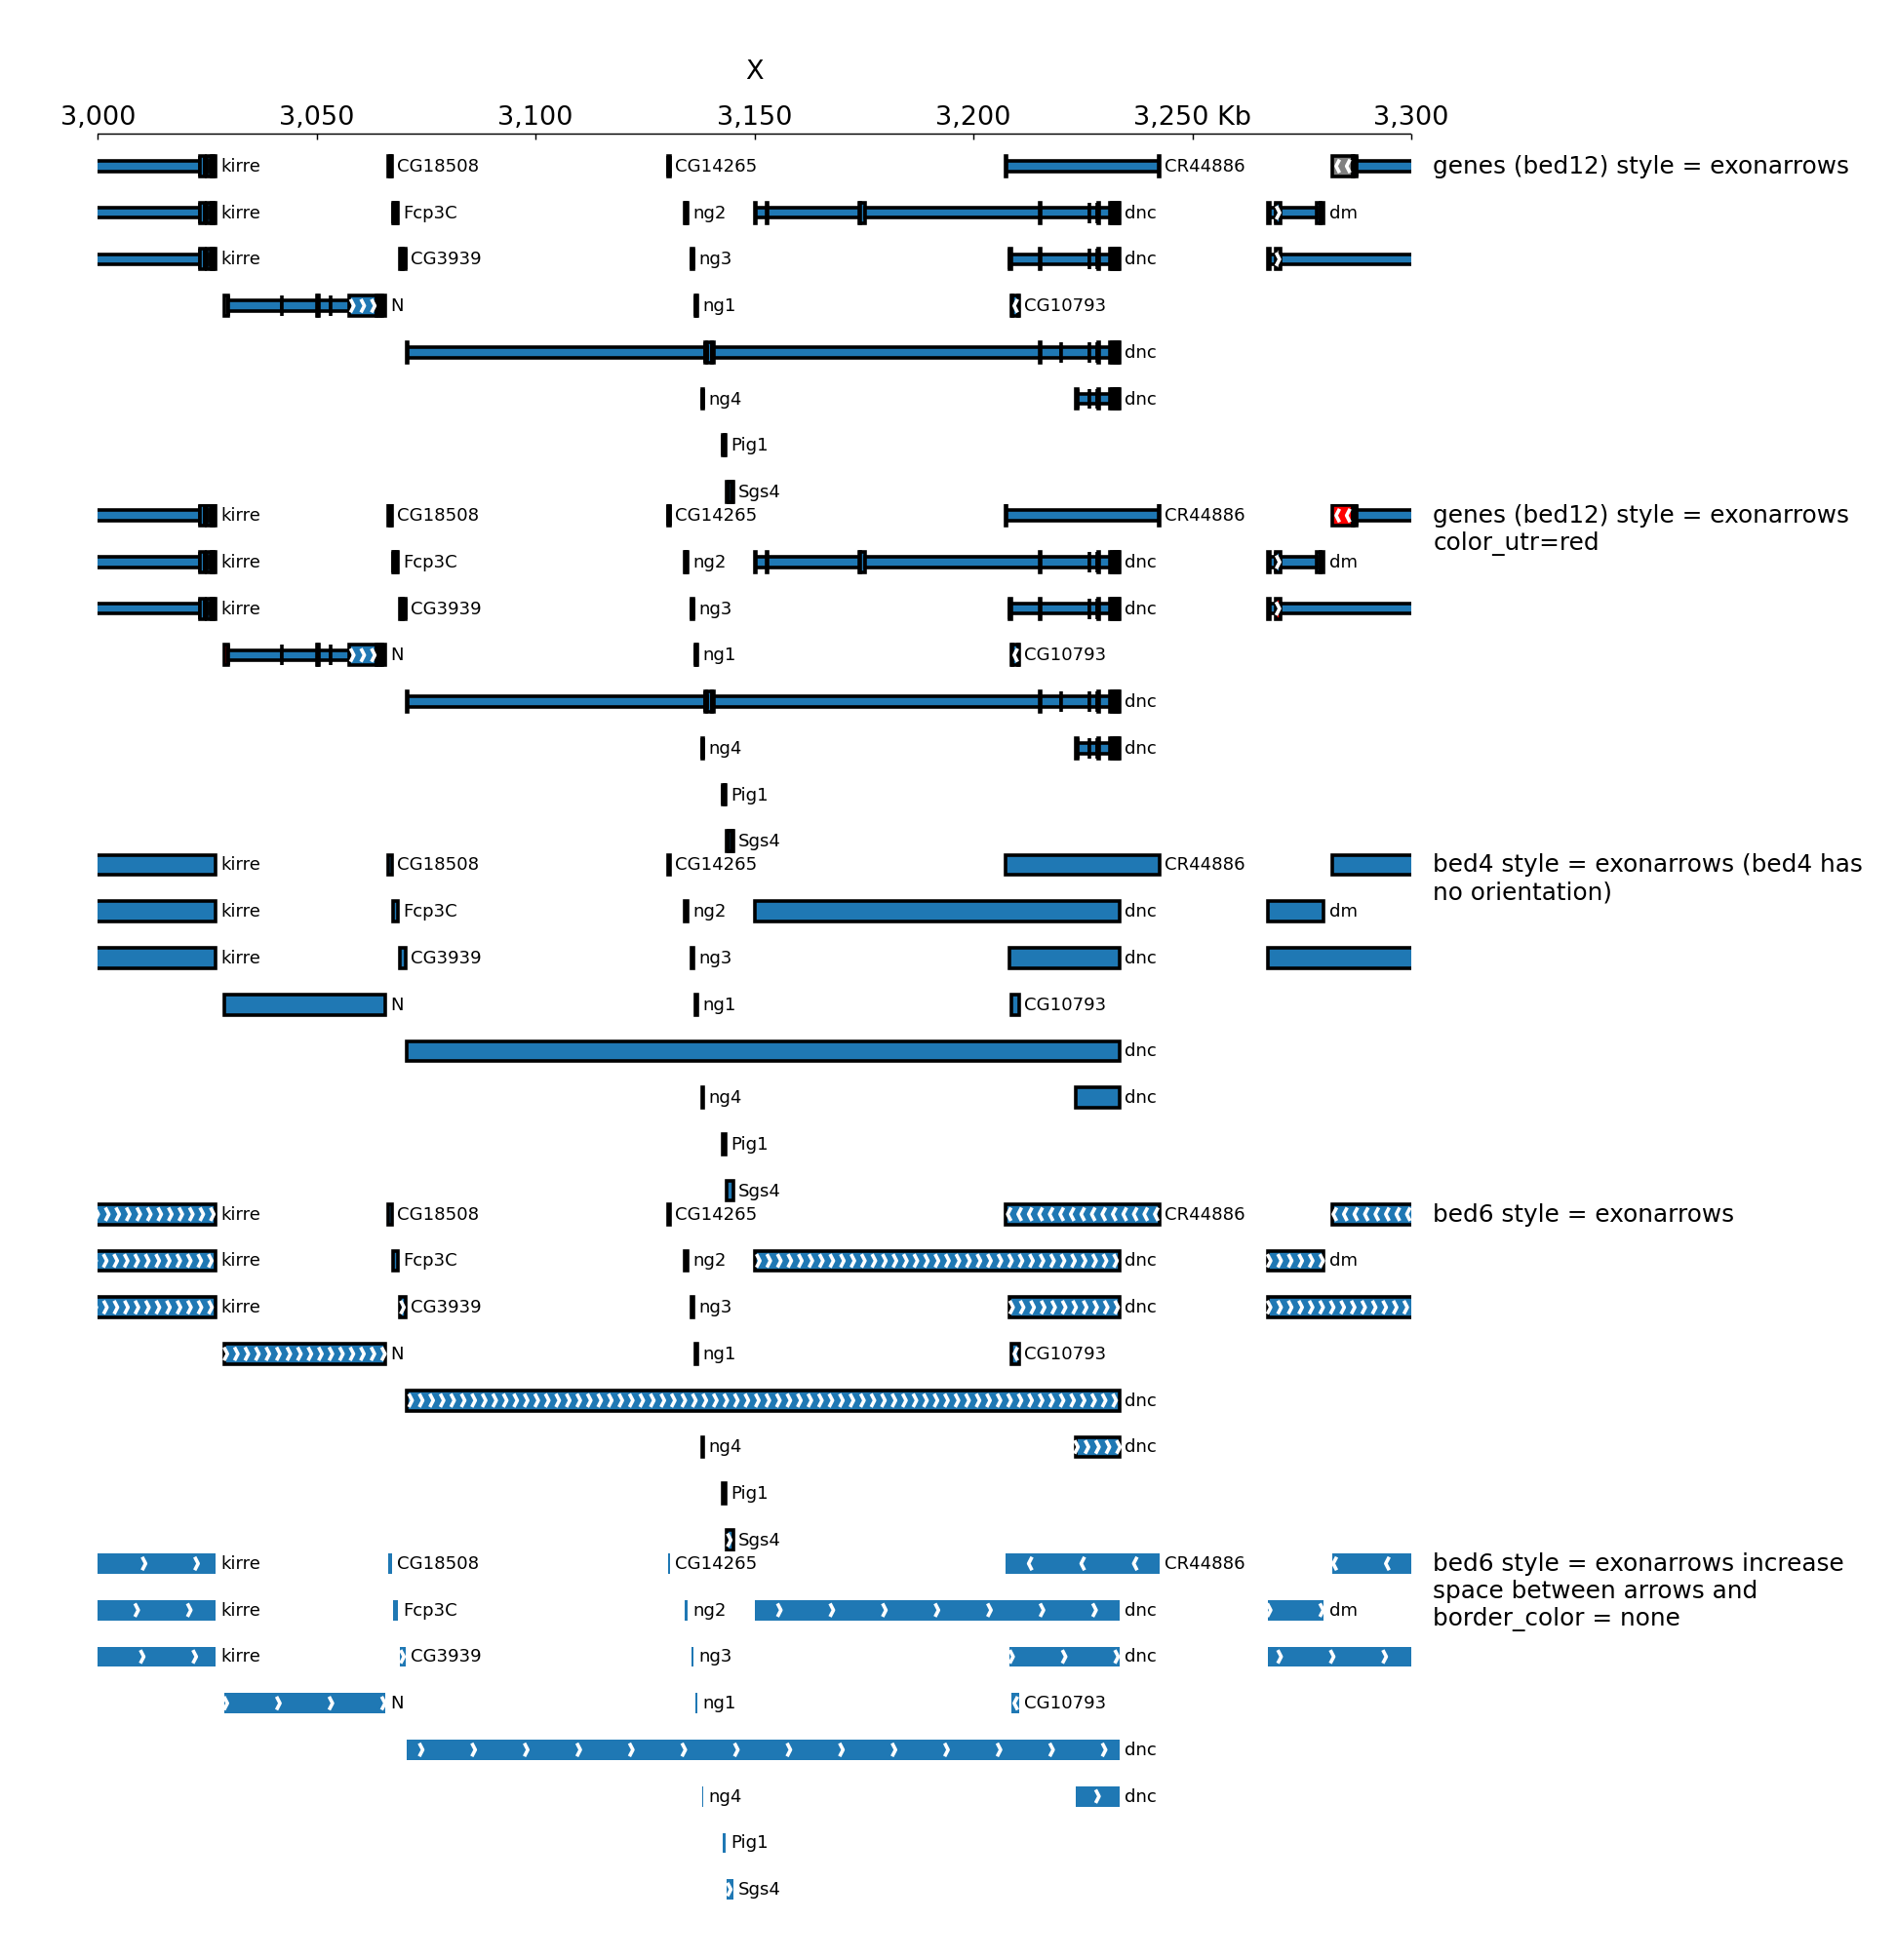 X
3,000 3,050 3,100 3,150 3,200 3,250 Kb 3,300
kirre CG18508 CG14265 CR44886 genes (bed12) style = exonarrows
kirre Fcp3C ng2 dnc dm
kirre CG3939 ng3 dnc
N ng1 CG10793
dnc
ng4 dnc
Pig1
Sgs4
kirre CG18508 CG14265 CR44886 genes (bed12) style = exonarrows
color_utr=red
kirre Fcp3C ng2 dnc dm
kirre CG3939 ng3 dnc
N ng1 CG10793
dnc
ng4 dnc
Pig1
Sgs4
kirre CG18508 CG14265 CR44886 bed4 style = exonarrows (bed4 has
no orientation)
kirre Fcp3C ng2 dnc dm
kirre CG3939 ng3 dnc
N ng1 CG10793
dnc
ng4 dnc
Pig1
Sgs4
kirre CG18508 CG14265 CR44886 bed6 style = exonarrows
kirre Fcp3C ng2 dnc dm
kirre CG3939 ng3 dnc
N ng1 CG10793
dnc
ng4 dnc
Pig1
Sgs4
kirre CG18508 CG14265 CR44886 bed6 style = exonarrows increase
space between arrows and
border_color = none
kirre Fcp3C ng2 dnc dm
kirre CG3939 ng3 dnc
N ng1 CG10793
dnc
ng4 dnc
Pig1
Sgs4